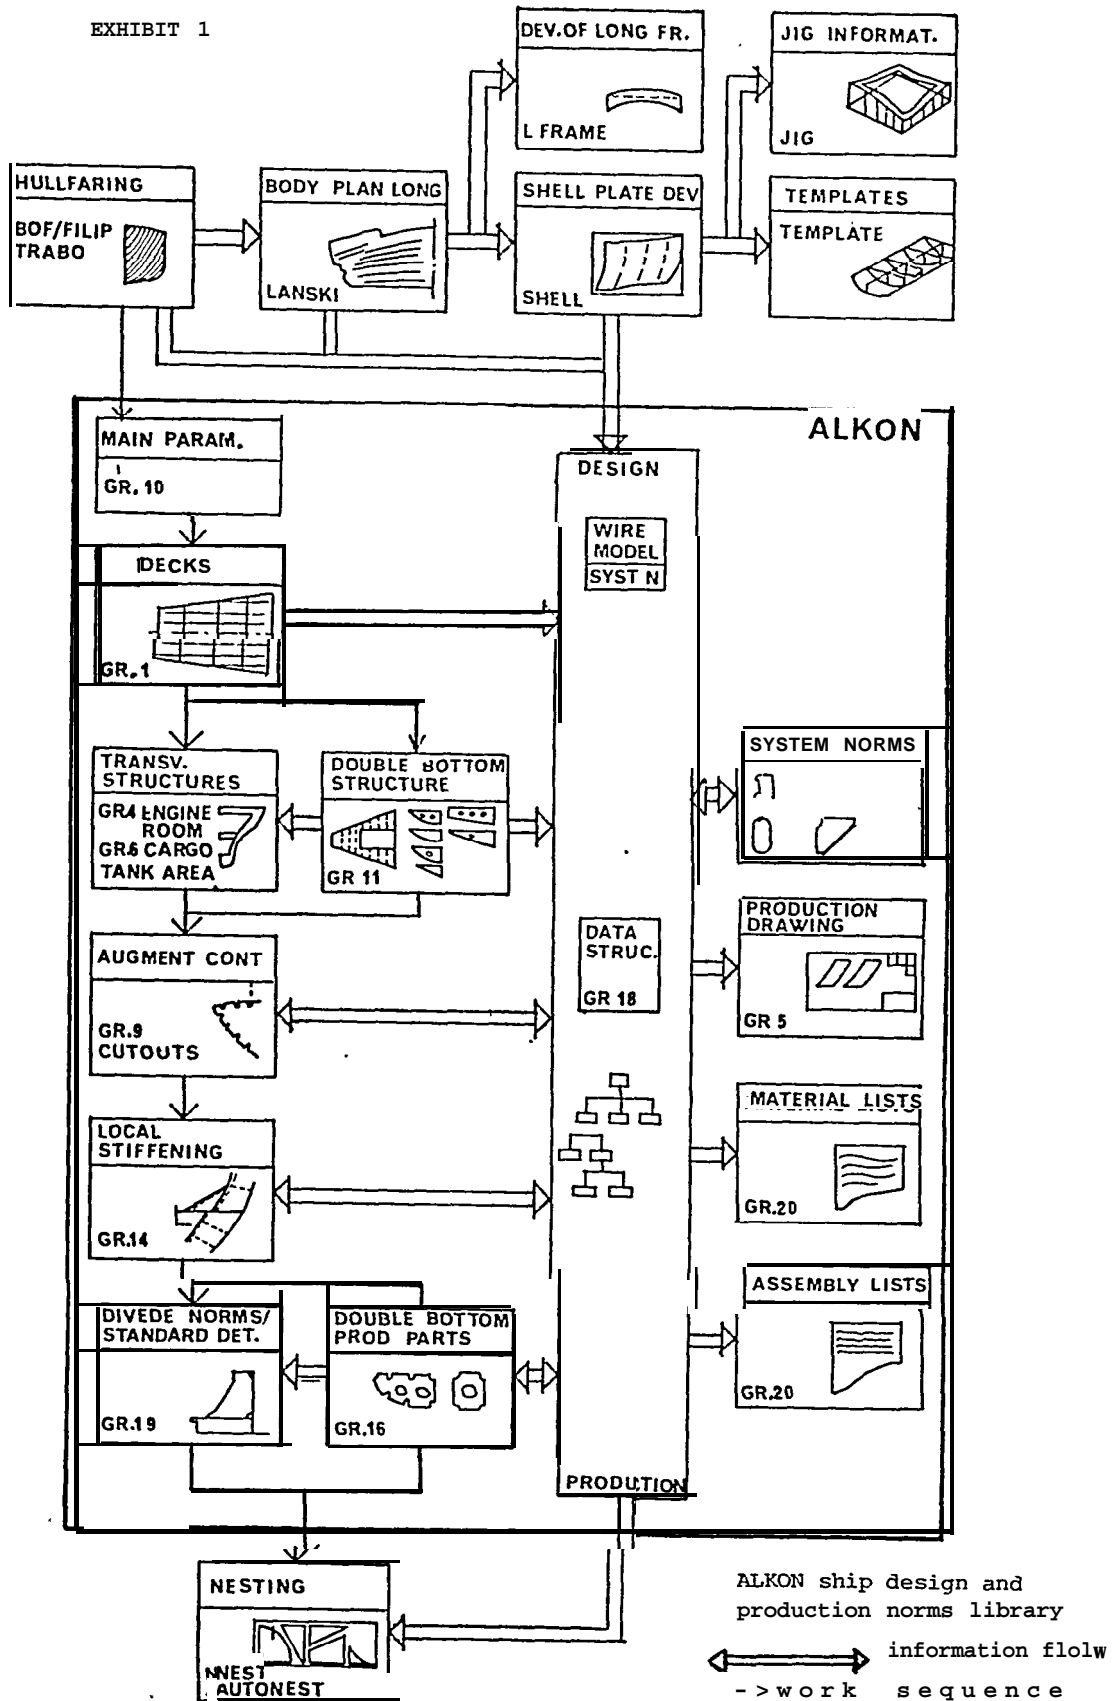 EXHIBIT 1
DEV.OF LONG FR.
L FRAME
JIG INFORMAT.
JIG
HULLFARING
BOF/FILIP
TRABO
BODY PLAN LONG
LANSKI
SHELL PLATE DEV
SHELL
TEMPLATES
TEMPLATE
ALKON
MAIN PARAM.
GR. 10
DECKS
GR. 1
TRANSV.
STRUCTURES
GR.4 ENGINE
ROOM
GR.6 CARGO
TANK AREA
DOUBLE BOTTOM
STRUCTURE
GR 11
AUGMENT CONT
GR.9
CUTOUTS
LOCAL
STIFFENING
GR.14
DIVEDE NORMS/
STANDARD DET.
GR.19
DOUBLE BOTTOM
PROD PARTS
GR.16
DESIGN
WIRE
MODEL
SYST N
DATA
STRUC.
GR 18
PRODUCTION
SYSTEM NORMS
PRODUCTION
DRAWING
GR 5
MATERIAL LISTS
GR.20
ASSEMBLY LISTS
GR.20
NESTING
NNEST
AUTONEST
ALKON ship design and
production norms library
information flolw
-> work sequence